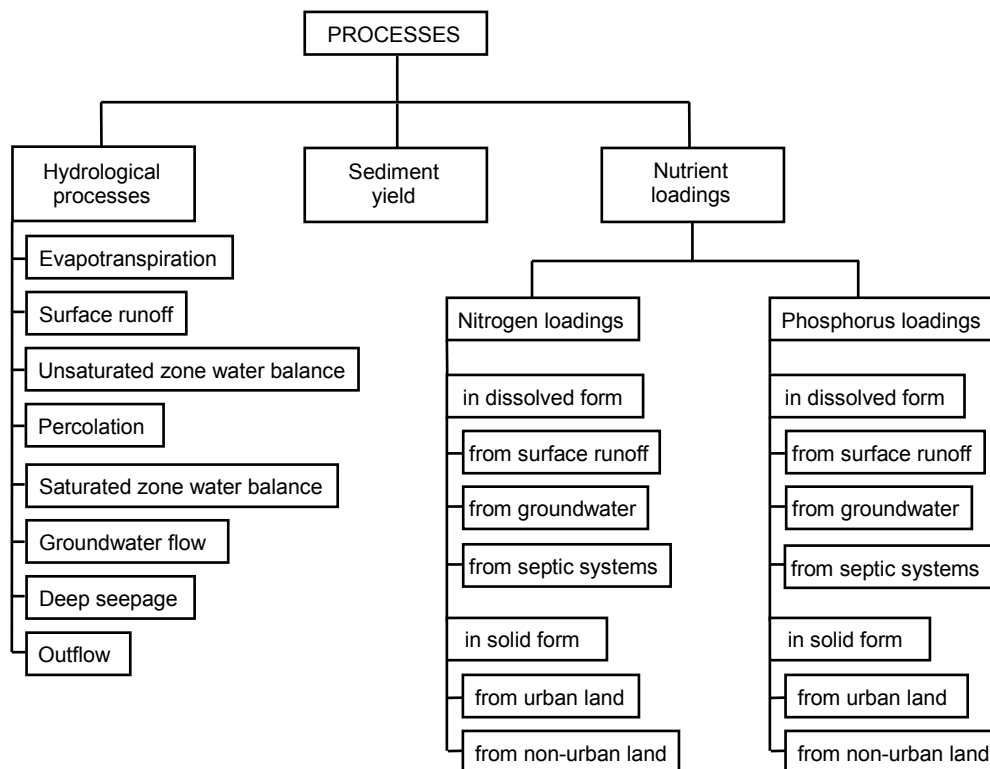 PROCESSES
Hydrological
processes
Evapotranspiration
Surface runoff
Unsaturated zone water balance
Percolation
Saturated zone water balance
Groundwater flow
Deep seepage
Outflow
Sediment
yield
Nutrient
loadings
Nitrogen loadings
in dissolved form
from surface runoff
from groundwater
from septic systems
in solid form
from urban land
from non-urban land
Phosphorus loadings
in dissolved form
from surface runoff
from groundwater
from septic systems
in solid form
from urban land
from non-urban land